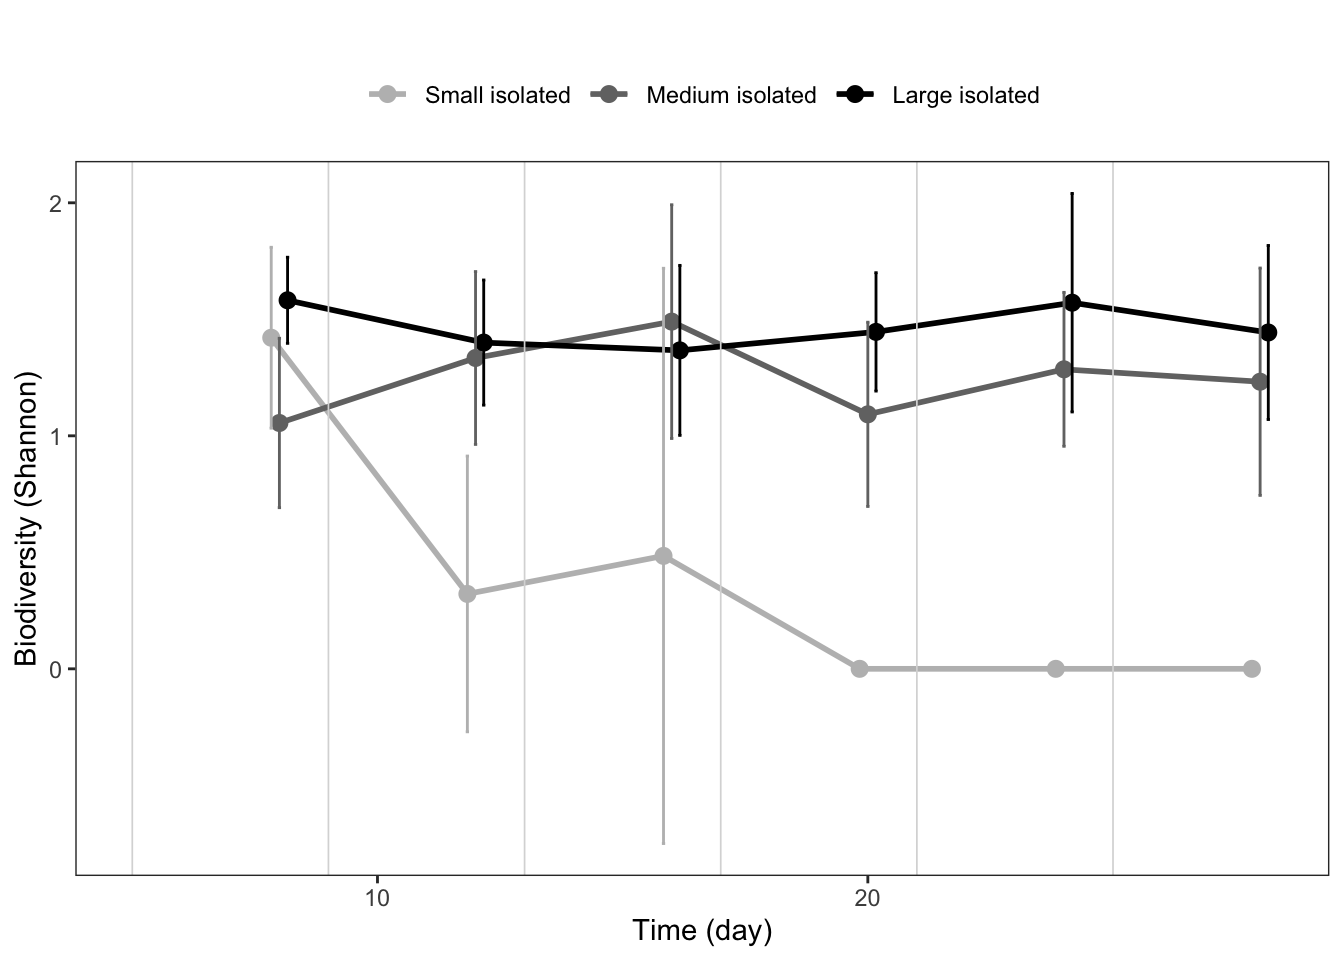 Small isolated Medium isolated Large isolated
2
1
0
Biodiversity (Shannon)
10 20
Time (day)